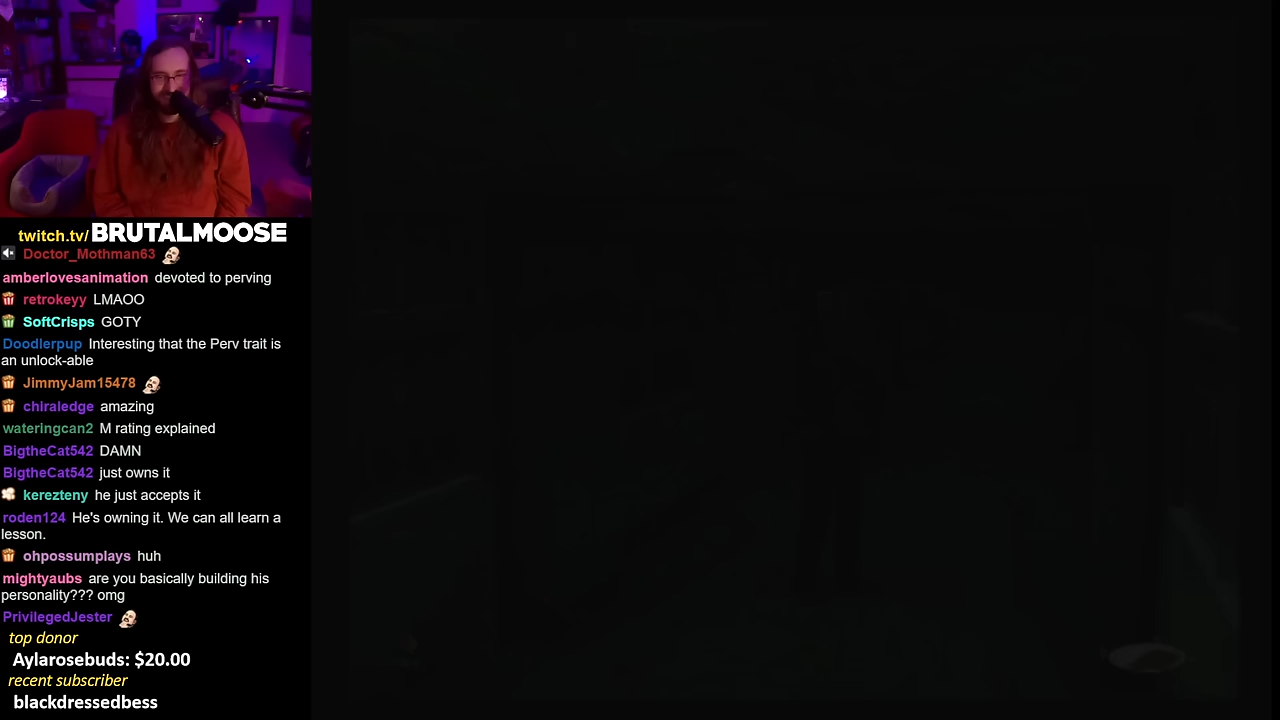 twitch.tv/BRUTALMOOSE
Doctor_Mothman63
amberlovesanimation devoted to perving
retrokeyy LMAOO
SoftCrisps GOTY
Doodlerpup Interesting that the Perv trait is
an unlock-able
JimmyJam15478
chiraledge amazing
wateringcan2 M rating explained
BigtheCat542 DAMN
BigtheCat542 just owns it
kerezteny he just accepts it
roden124 He's owning it. We can all learn a
lesson.
ohpossumplays huh
mightyaubs are you basically building his
personality??? omg
PrivilegedJester
top donor
Aylarosebuds: $20.00
recent subscriber
blackdressedbess